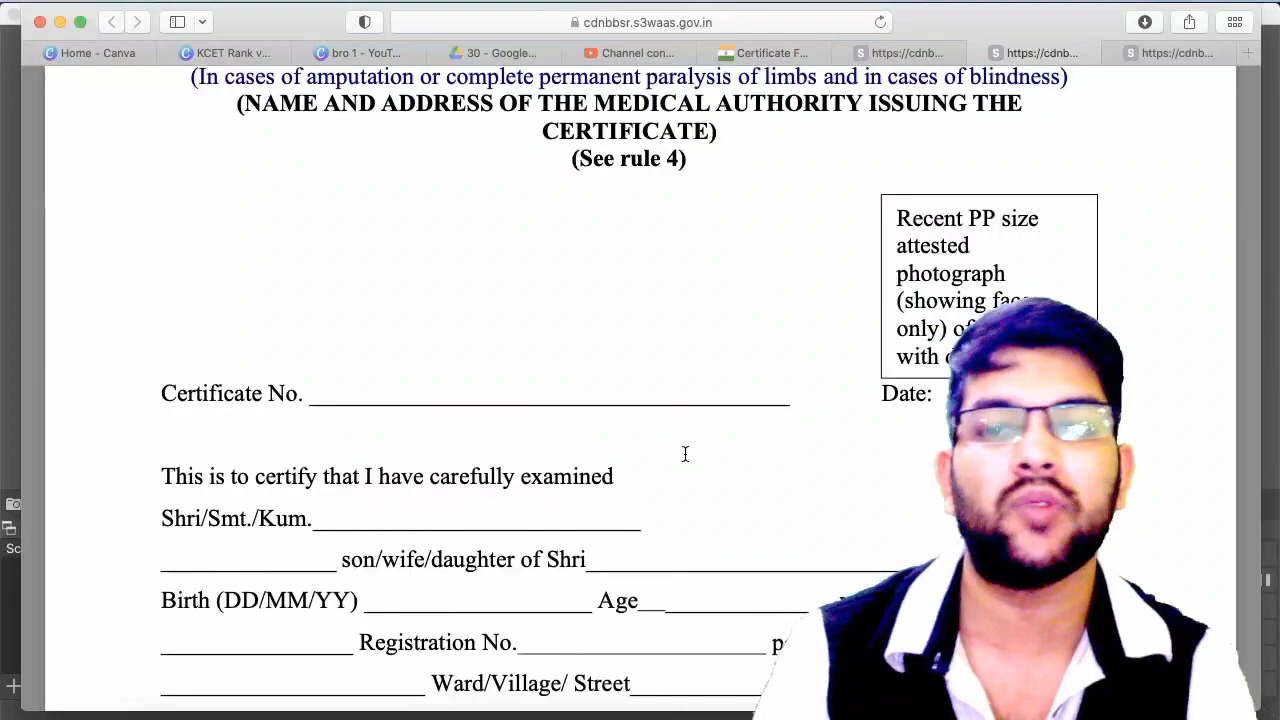 cdnbbsr.s3waas.gov.in
Home - Canva
KCET Rank v...
bro 1 - YouT...
30 - Google...
Channel con...
Certificate F...
https://cdnb...
https://cdnb...
https://cdnb...
(In cases of amputation or complete permanent paralysis of limbs and in cases of blindness)
(NAME AND ADDRESS OF THE MEDICAL AUTHORITY ISSUING THE
CERTIFICATE)
(See rule 4)
Recent PP size
attested
photograph
(showing face
only) of
with
Certificate No.
Date:
This is to certify that I have carefully examined
Shri/Smt./Kum.
son/wife/daughter of Shri
Birth (DD/MM/YY) Age
Registration No.
Ward/Village/ Street
Sc